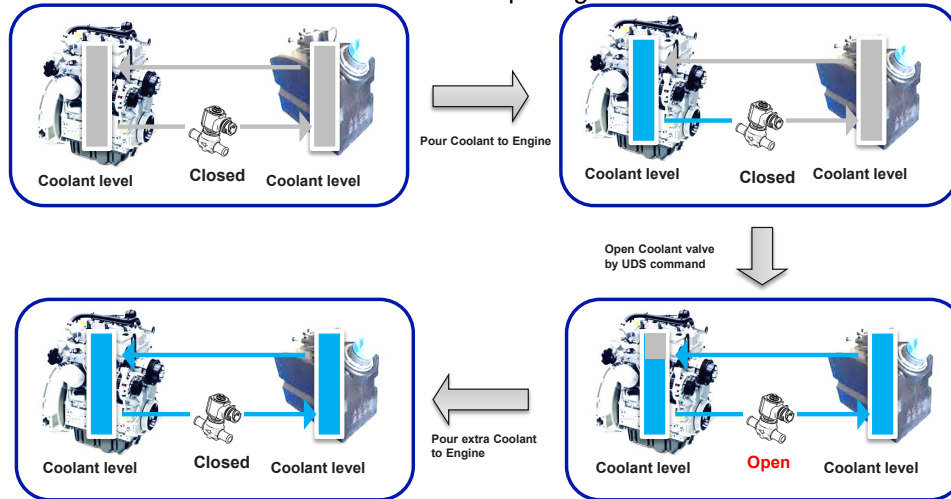 Coolant level
Closed
Coolant level
Pour Coolant to Engine
Coolant level
Closed
Coolant level
Open Coolant valve
by UDS command
Coolant level
Closed
Coolant level
Pour extra Coolant
to Engine
Coolant level
Open
Coolant level